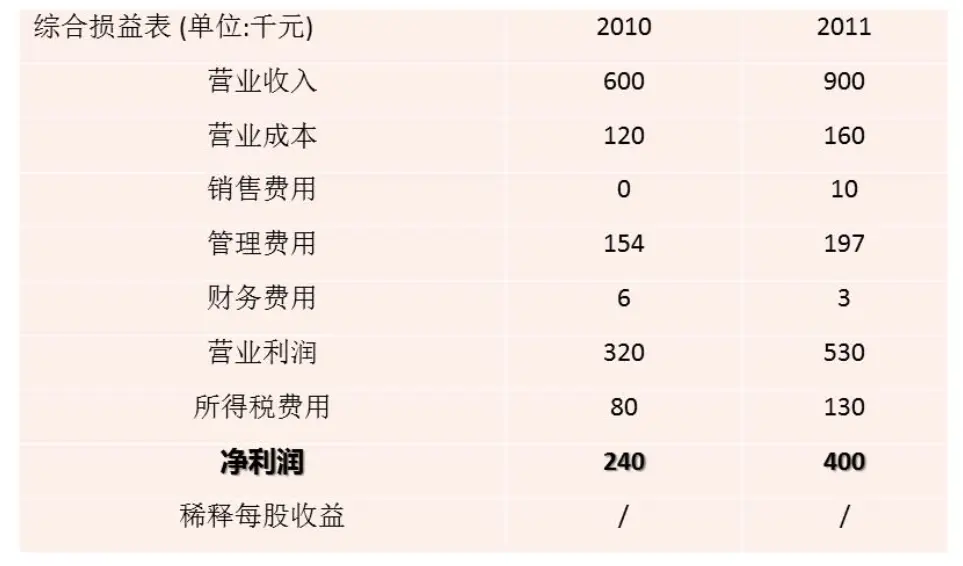 综合损益表 (单位:千元) 2010 2011
营业收入 600 900
营业成本 120 160
销售费用 0 10
管理费用 154 197
财务费用 6 3
营业利润 320 530
所得税费用 80 130
净利润 240 400
稀释每股收益 / /